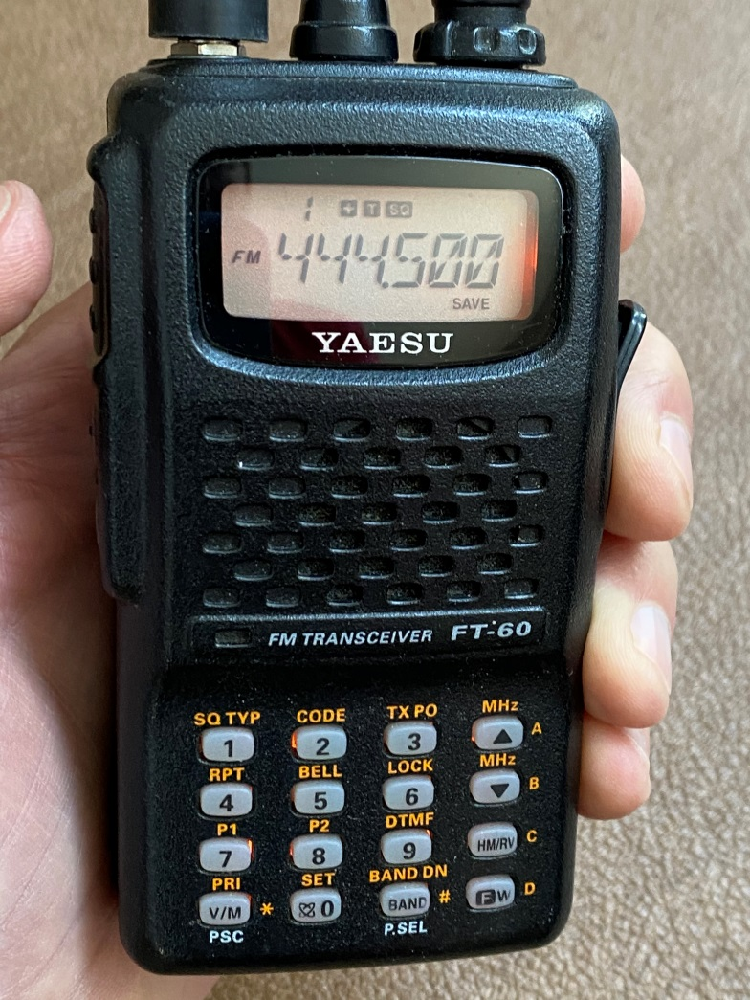 1 + T SQ
FM 444.500
SAVE
YAESU
FM TRANSCEIVER FT-60
SQ TYP CODE TX PO MHz
1 2 3 ▲ A
RPT BELL LOCK MHz
4 5 6 ▼ B
P1 P2 DTMF
7 8 9 HM/RV C
PRI SET BAND DN
V/M * 0 BAND # F W D
PSC P.SEL